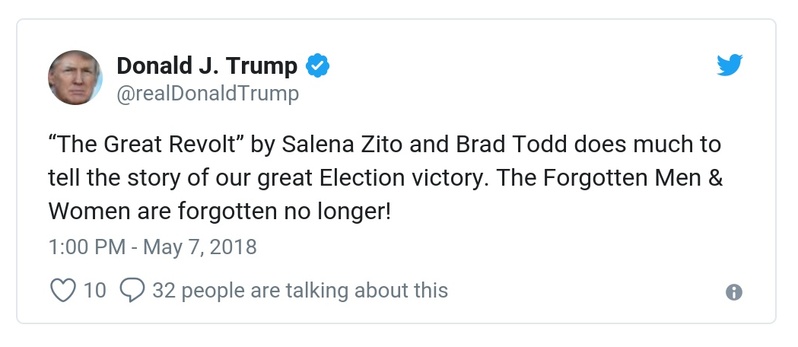 Donald J. Trump
@realDonaldTrump
“The Great Revolt” by Salena Zito and Brad Todd does much to
tell the story of our great Election victory. The Forgotten Men &
Women are forgotten no longer!
1:00 PM - May 7, 2018
10 32 people are talking about this